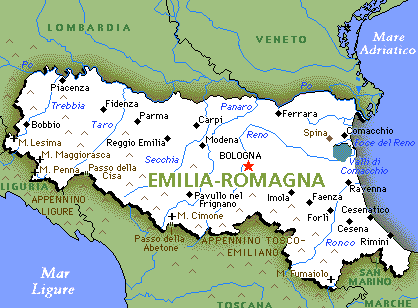 LOMBARDIA
VENETO
Mare
Adriatico
Po
Po
Piacenza
Trebbia
Fidenza
Panaro
Ferrara
Taro
Parma
Carpi
Bobbio
Reno
Spina
Comacchio
M. Lesima
Reggio Emilia
Modena
Foce del Reno
M. Maggiorasca
Secchia
BOLOGNA
Valli di
Comacchio
M. Penna
Passo della
Cisa
EMILIA-ROMAGNA
LIGURIA
Ravenna
APPENNINO
LIGURE
Pavullo nel
Frignano
Imola
Faenza
M. Cimone
Forlì
Cesenatico
Cesena
Passo della
Abetone
APPENNINO TOSCO-
EMILIANO
Ronco
Rimini
Mar
Ligure
M. Fumaiolo
SAN
MARINO
TOSCANA
MARCHE